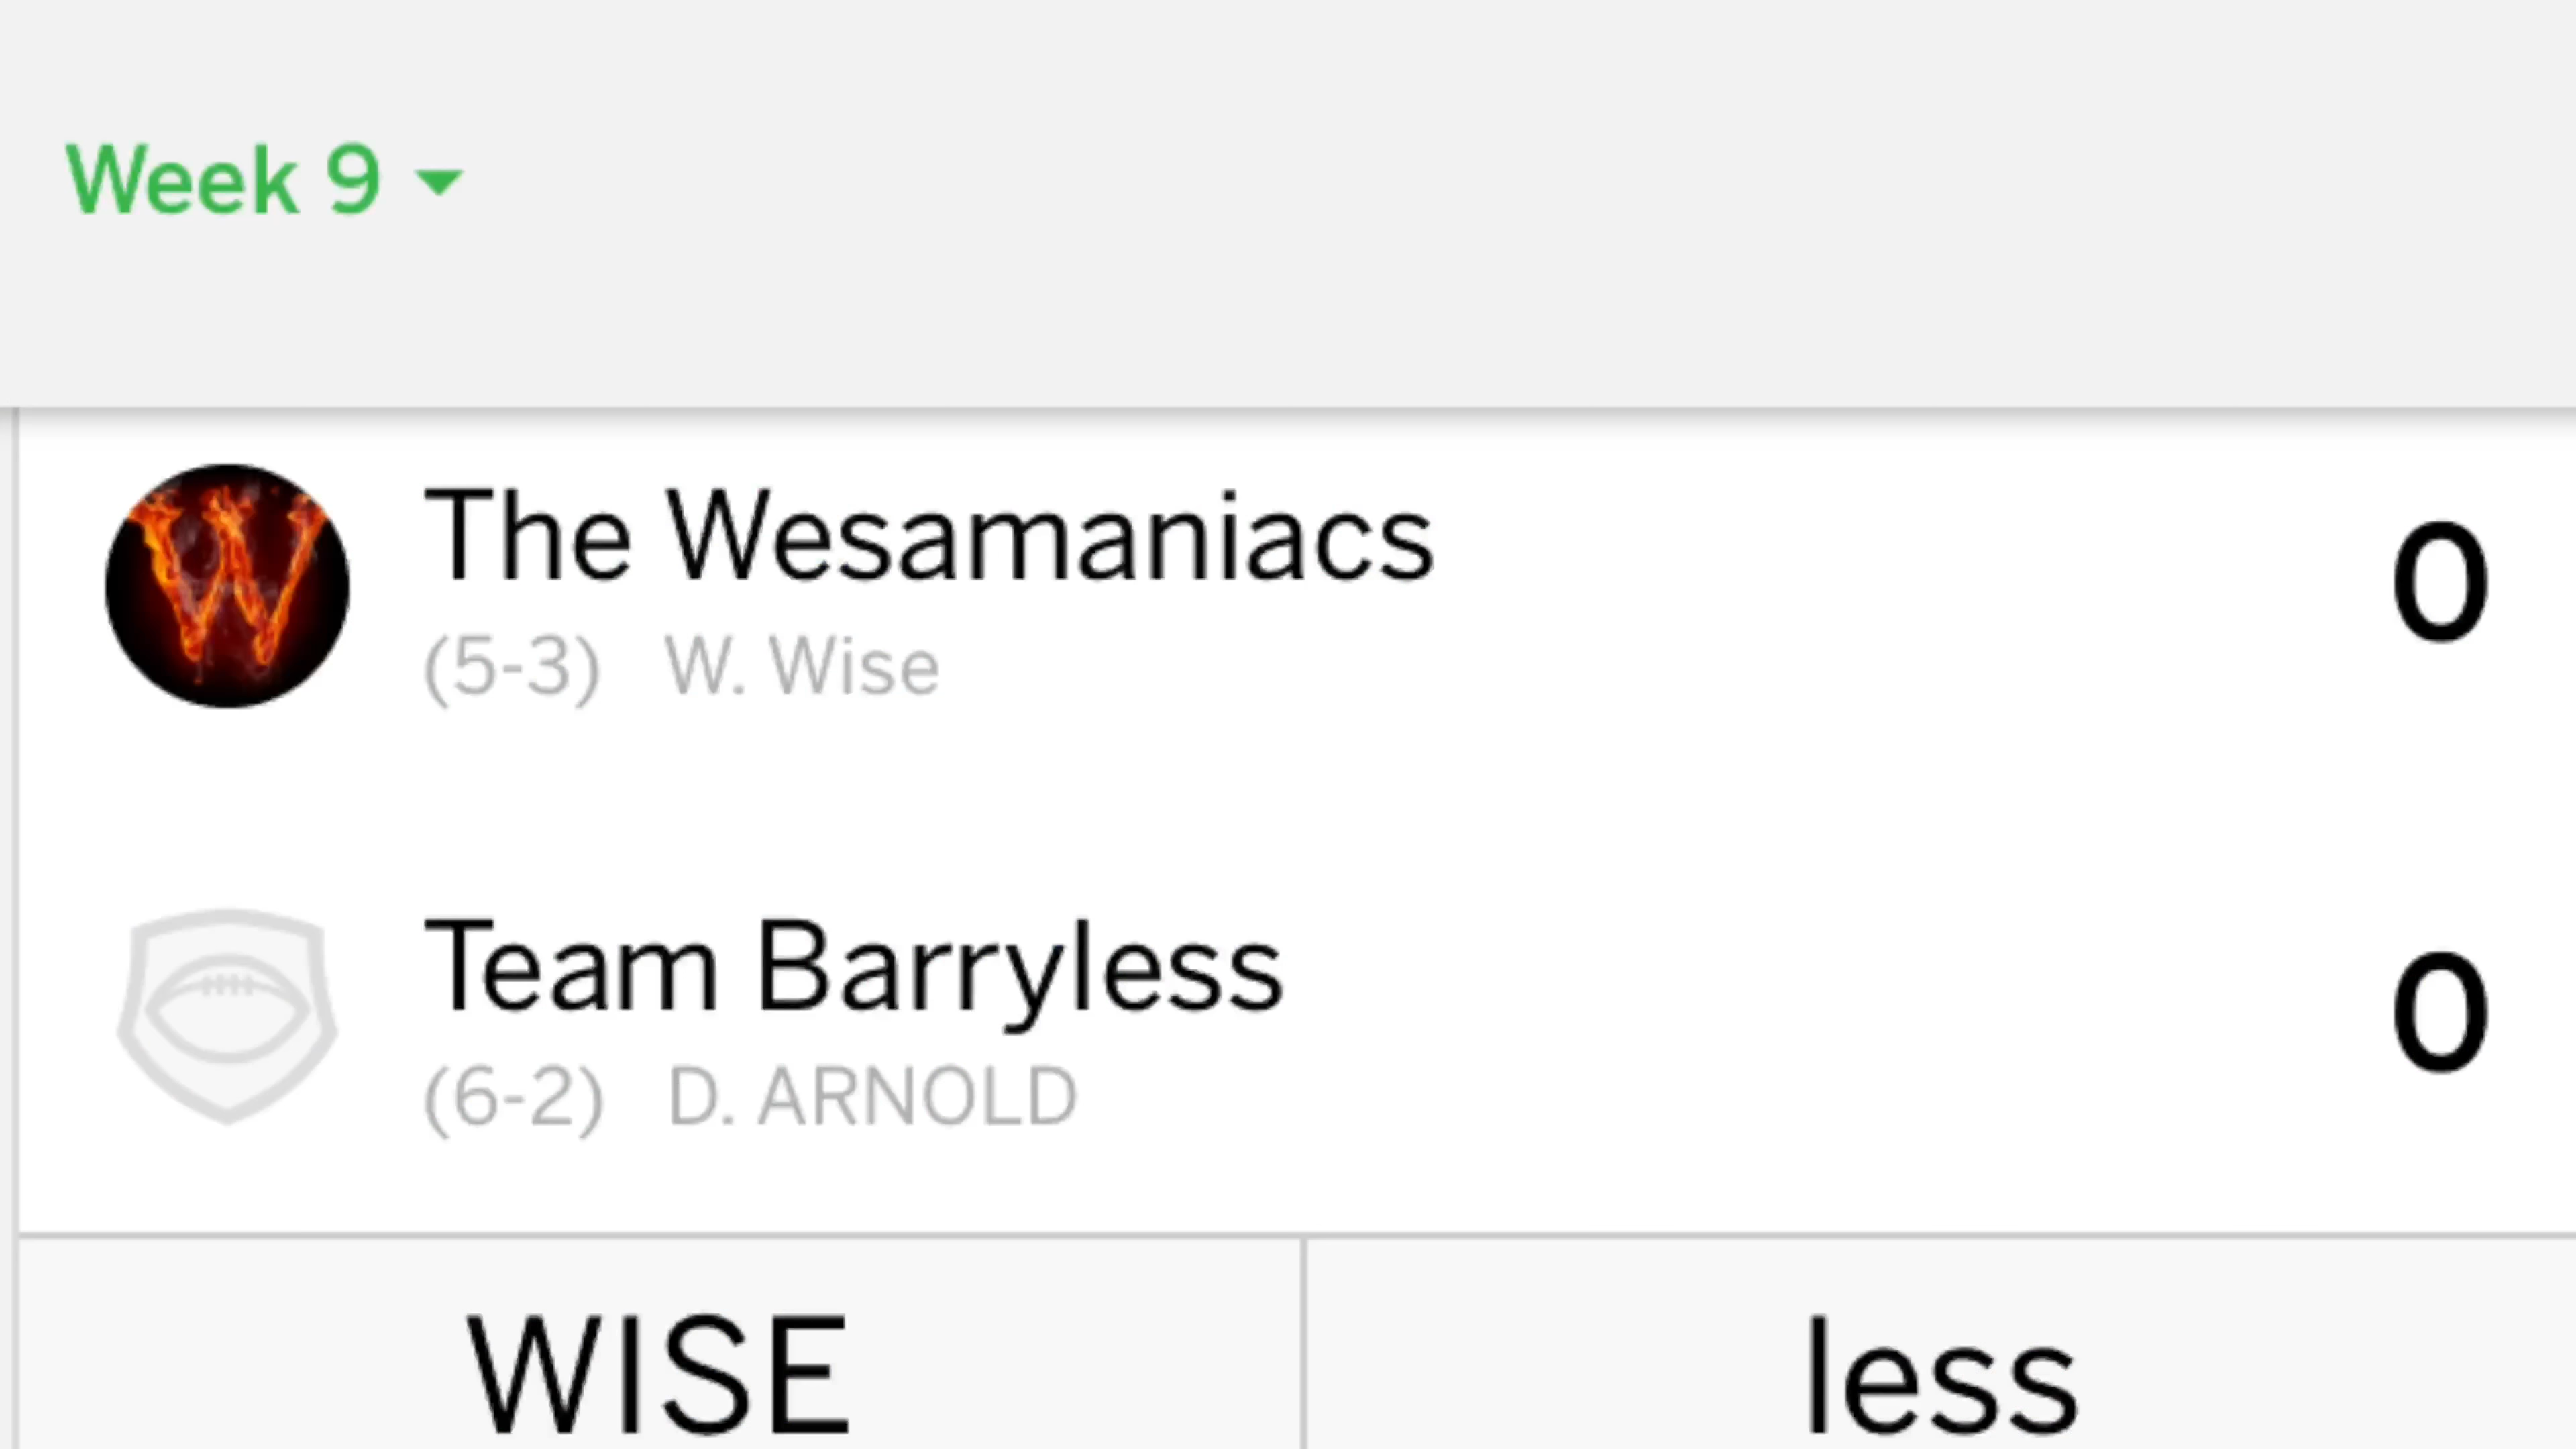 Week 9
The Wesamaniacs 0
(5-3) W. Wise
Team Barryless 0
(6-2) D. ARNOLD
WISE less